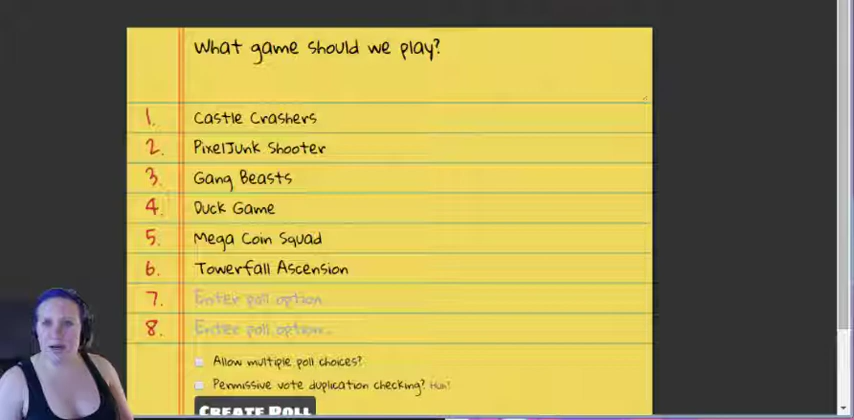 What game should we play?
1. Castle Crashers
2. PixelJunk Shooter
3. Gang Beasts
4. Duck Game
5. Mega Coin Squad
6. Towerfall Ascension
7. Enter poll option
8. Enter poll option...
Allow multiple poll choices?
Permissive vote duplication checking? Huh?
CREATE POLL